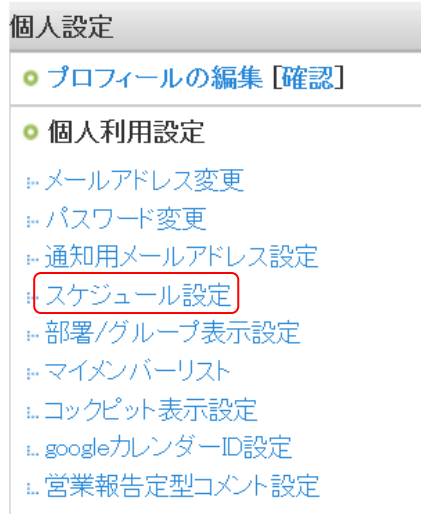 個人設定
プロフィールの編集 [確認]
個人利用設定
メールアドレス変更
パスワード変更
通知用メールアドレス設定
スケジュール設定
部署/グループ表示設定
マイメンバーリスト
コックピット表示設定
googleカレンダーID設定
営業報告定型コメント設定